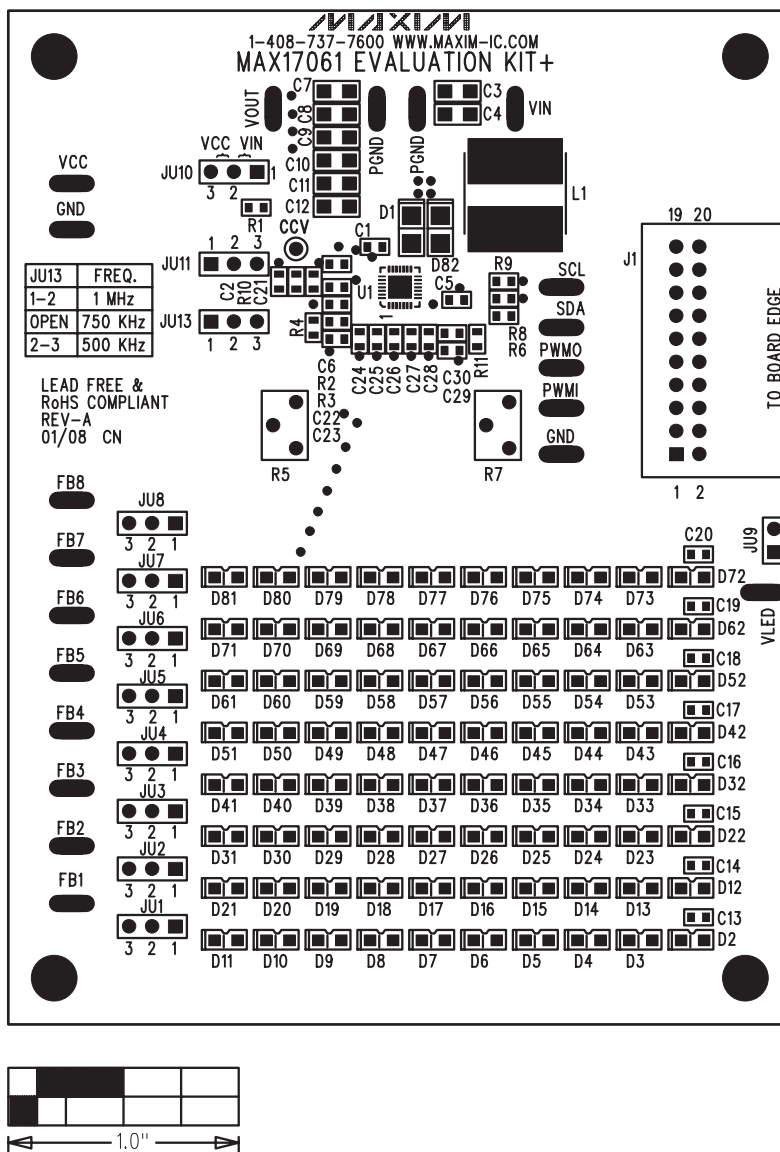 MAXIM
1-408-737-7600 WWW.MAXIM-IC.COM
MAX17061 EVALUATION KIT+
VOUT
C7
C8
C9
C10
C11
C12
PGND
PGND
C3
C4
VIN
VCC
GND
VCC VIN
JU10
3 2 1
R1
CCV
C1
D1
D82
L1
J1
19 20
TO BOARD EDGE
1 2
JU13 FREQ.
1-2 1 MHz
OPEN 750 KHz
2-3 500 KHz
JU11
1 2 3
JU13
1 2 3
C2
R10
C21
U1
1
C5
R9
R8
R6
R4
C6
R2
R3
C22
C23
C24
C25
C26
C27
C28
C30
C29
R11
SCL
SDA
PWMO
PWMI
GND
LEAD FREE &
RoHS COMPLIANT
REV-A
01/08 CN
R5
R7
FB8
FB7
FB6
FB5
FB4
FB3
FB2
FB1
JU8
3 2 1
JU7
3 2 1
JU6
3 2 1
JU5
3 2 1
JU4
3 2 1
JU3
3 2 1
JU2
3 2 1
JU1
3 2 1
C20
JU9
VLED
D81 D80 D79 D78 D77 D76 D75 D74 D73 D72
C19
D71 D70 D69 D68 D67 D66 D65 D64 D63 D62
C18
D61 D60 D59 D58 D57 D56 D55 D54 D53 D52
C17
D51 D50 D49 D48 D47 D46 D45 D44 D43 D42
C16
D41 D40 D39 D38 D37 D36 D35 D34 D33 D32
C15
D31 D30 D29 D28 D27 D26 D25 D24 D23 D22
C14
D21 D20 D19 D18 D17 D16 D15 D14 D13 D12
C13
D11 D10 D9 D8 D7 D6 D5 D4 D3 D2
1.0"